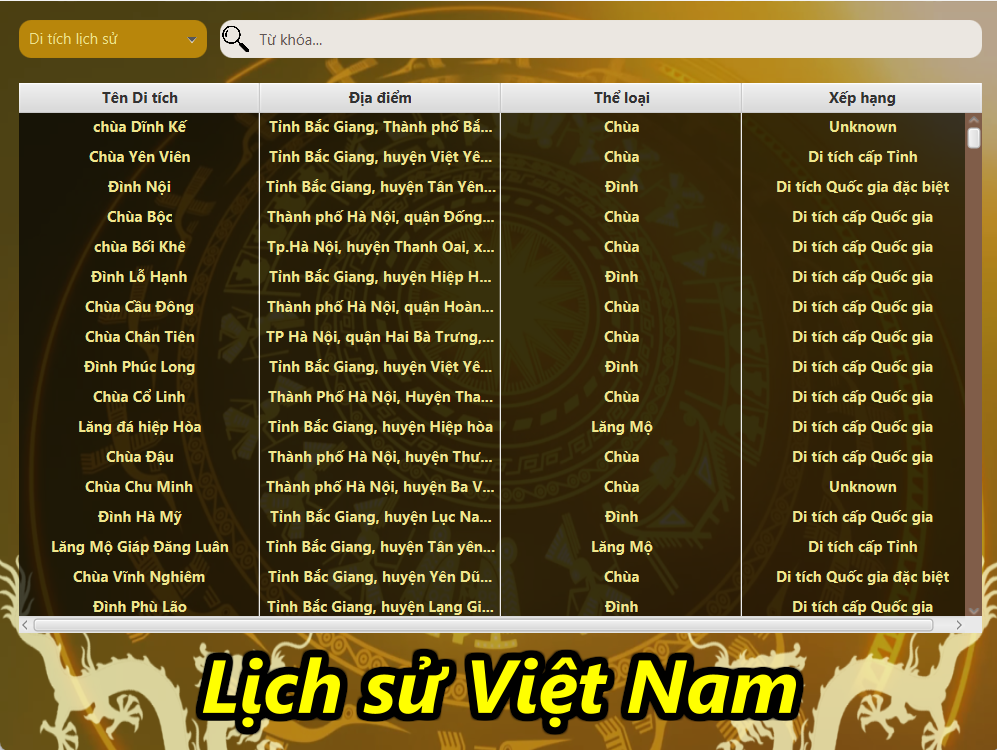 Di tích lịch sử Từ khóa...
Tên Di tích Địa điểm Thể loại Xếp hạng
chùa Dĩnh Kế Tỉnh Bắc Giang, Thành phố Bắ... Chùa Unknown
Chùa Yên Viên Tỉnh Bắc Giang, huyện Việt Yê... Chùa Di tích cấp Tỉnh
Đình Nội Tỉnh Bắc Giang, huyện Tân Yên... Đình Di tích Quốc gia đặc biệt
Chùa Bộc Thành phố Hà Nội, quận Đống... Chùa Di tích cấp Quốc gia
chùa Bối Khê Tp.Hà Nội, huyện Thanh Oai, x... Chùa Di tích cấp Quốc gia
Đình Lỗ Hạnh Tỉnh Bắc Giang, huyện Hiệp H... Đình Di tích cấp Quốc gia
Chùa Cầu Đông Thành phố Hà Nội, quận Hoàn... Chùa Di tích cấp Quốc gia
Chùa Chân Tiên TP Hà Nội, quận Hai Bà Trưng,... Chùa Di tích cấp Quốc gia
Đình Phúc Long Tỉnh Bắc Giang, huyện Việt Yê... Đình Di tích cấp Quốc gia
Chùa Cổ Linh Thành Phố Hà Nội, Huyện Tha... Chùa Di tích cấp Quốc gia
Lăng đá hiệp Hòa Tỉnh Bắc Giang, huyện Hiệp hòa Lăng Mộ Di tích cấp Quốc gia
Chùa Đậu Thành phố Hà Nội, huyện Thư... Chùa Di tích cấp Quốc gia
Chùa Chu Minh Thành phố Hà Nội, huyện Ba V... Chùa Unknown
Đình Hà Mỹ Tỉnh Bắc Giang, huyện Lục Na... Đình Di tích cấp Quốc gia
Lăng Mộ Giáp Đăng Luân Tỉnh Bắc Giang, huyện Tân yên... Lăng Mộ Di tích cấp Tỉnh
Chùa Vĩnh Nghiêm Tỉnh Bắc Giang, huyện Yên Dũ... Chùa Di tích Quốc gia đặc biệt
Đình Phù Lão Tỉnh Bắc Giang, huyện Lạng Gi... Đình Di tích cấp Quốc gia
Lịch sử Việt Nam